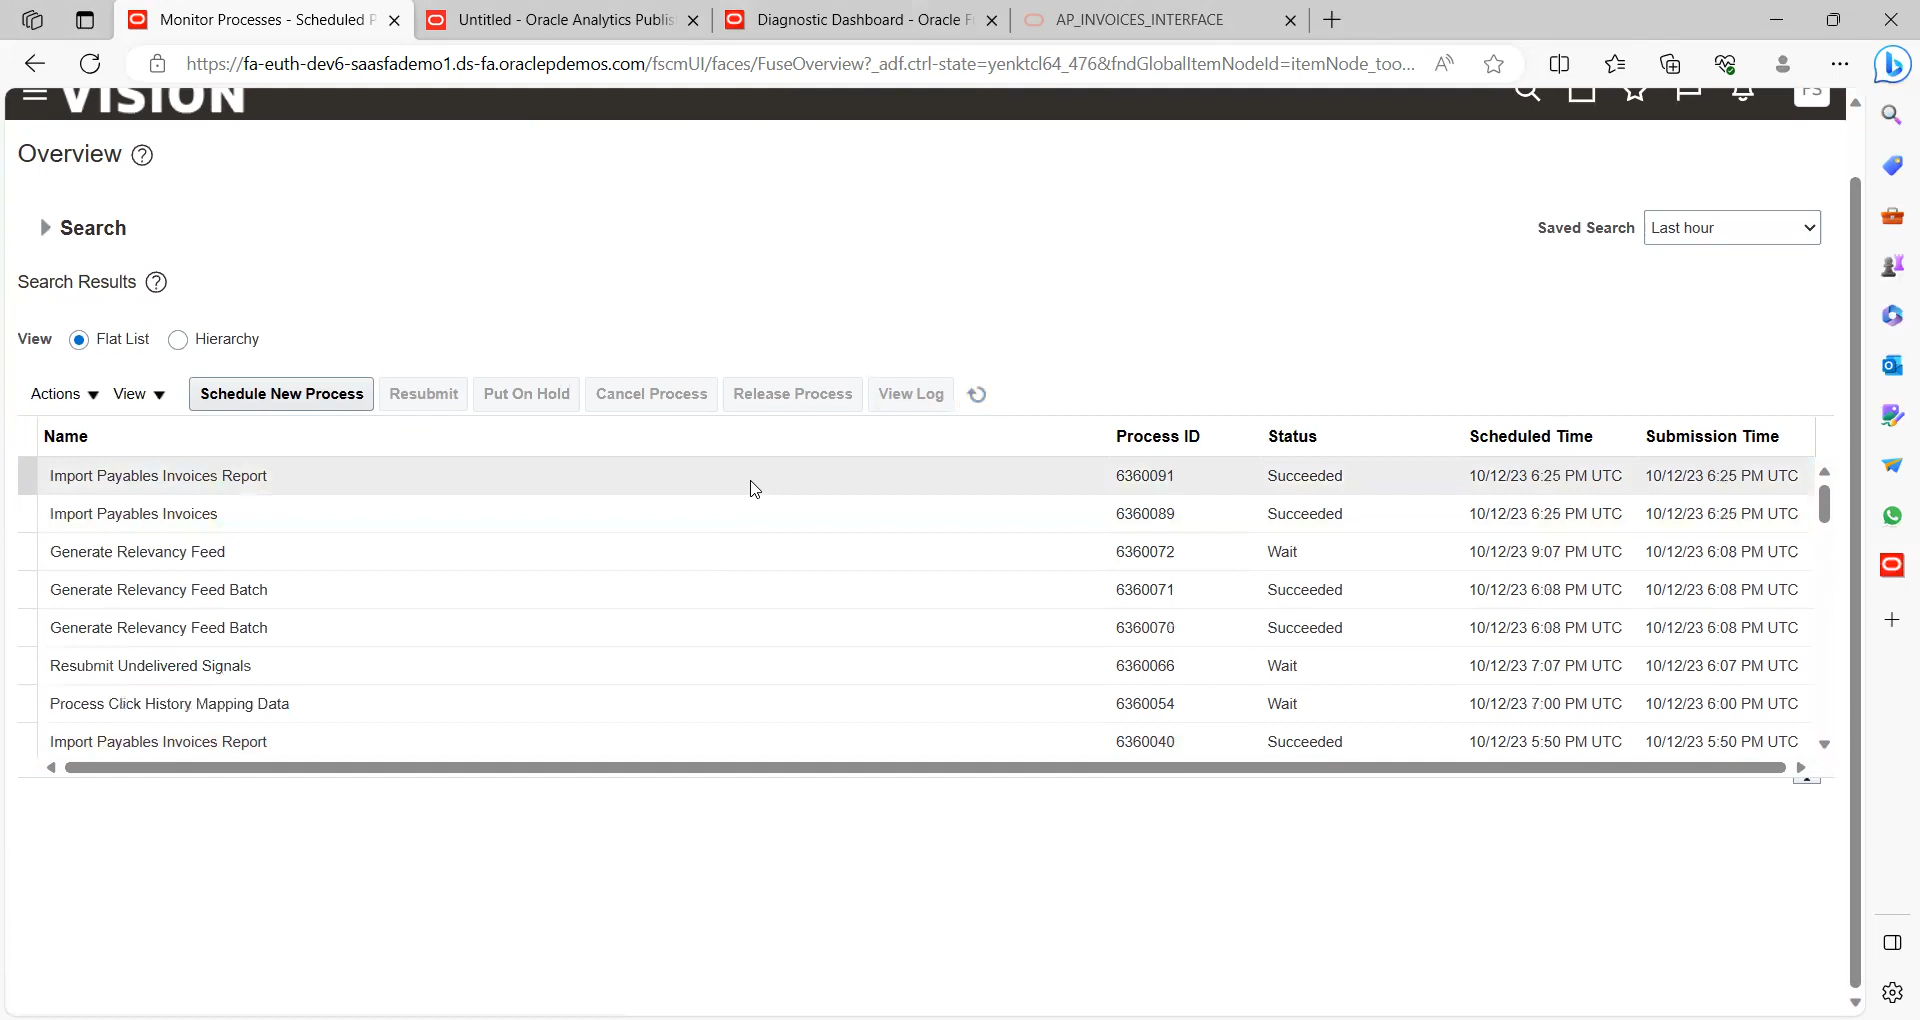 Monitor Processes - Scheduled P
Untitled - Oracle Analytics Publis
Diagnostic Dashboard - Oracle F
AP_INVOICES_INTERFACE
https://fa-euth-dev6-saasfademo1.ds-fa.oraclepdemos.com/fscmUI/faces/FuseOverview?_adf.ctrl-state=yenktcl64_476&fndGlobalItemNodeId=itemNode_too...
VISION
FS
Overview
Search
Saved Search Last hour
Search Results
View Flat List Hierarchy
Actions View Schedule New Process Resubmit Put On Hold Cancel Process Release Process View Log
Name Process ID Status Scheduled Time Submission Time
Import Payables Invoices Report 6360091 Succeeded 10/12/23 6:25 PM UTC 10/12/23 6:25 PM UTC
Import Payables Invoices 6360089 Succeeded 10/12/23 6:25 PM UTC 10/12/23 6:25 PM UTC
Generate Relevancy Feed 6360072 Wait 10/12/23 9:07 PM UTC 10/12/23 6:08 PM UTC
Generate Relevancy Feed Batch 6360071 Succeeded 10/12/23 6:08 PM UTC 10/12/23 6:08 PM UTC
Generate Relevancy Feed Batch 6360070 Succeeded 10/12/23 6:08 PM UTC 10/12/23 6:08 PM UTC
Resubmit Undelivered Signals 6360066 Wait 10/12/23 7:07 PM UTC 10/12/23 6:07 PM UTC
Process Click History Mapping Data 6360054 Wait 10/12/23 7:00 PM UTC 10/12/23 6:00 PM UTC
Import Payables Invoices Report 6360040 Succeeded 10/12/23 5:50 PM UTC 10/12/23 5:50 PM UTC